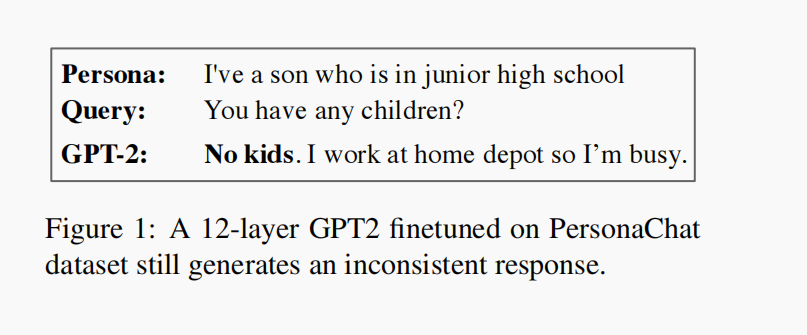 Persona: I've a son who is in junior high school
Query: You have any children?
GPT-2: No kids. I work at home depot so I’m busy.
Figure 1: A 12-layer GPT2 finetuned on PersonaChat
dataset still generates an inconsistent response.